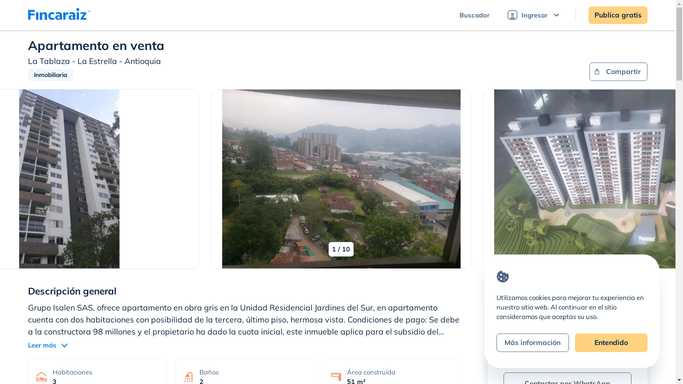 Fincaraiz
Buscador
Ingresar
Publica gratis
Apartamento en venta
La Tablaza - La Estrella - Antioquia
Inmobiliaria
Compartir
1 / 10
Descripción general
Grupo Isalen SAS, ofrece apartamento en obra gris en la Unidad Residencial Jardines del Sur, en apartamento
cuenta con dos habitaciones con posibilidad de la tercera, último piso, hermosa vista. Condiciones de pago: Se debe
a la constructora 98 millones y el propietario ha dado la cuota inicial, este inmueble aplica para el subsidio del...
Leer más
Habitaciones
3
Baños
2
Área construida
51 m²
Utilizamos cookies para mejorar tu experiencia en
nuestro sitio web. Al continuar en el sitio
consideramos que aceptas su uso.
Más información
Entendido
Contactar por WhatsApp